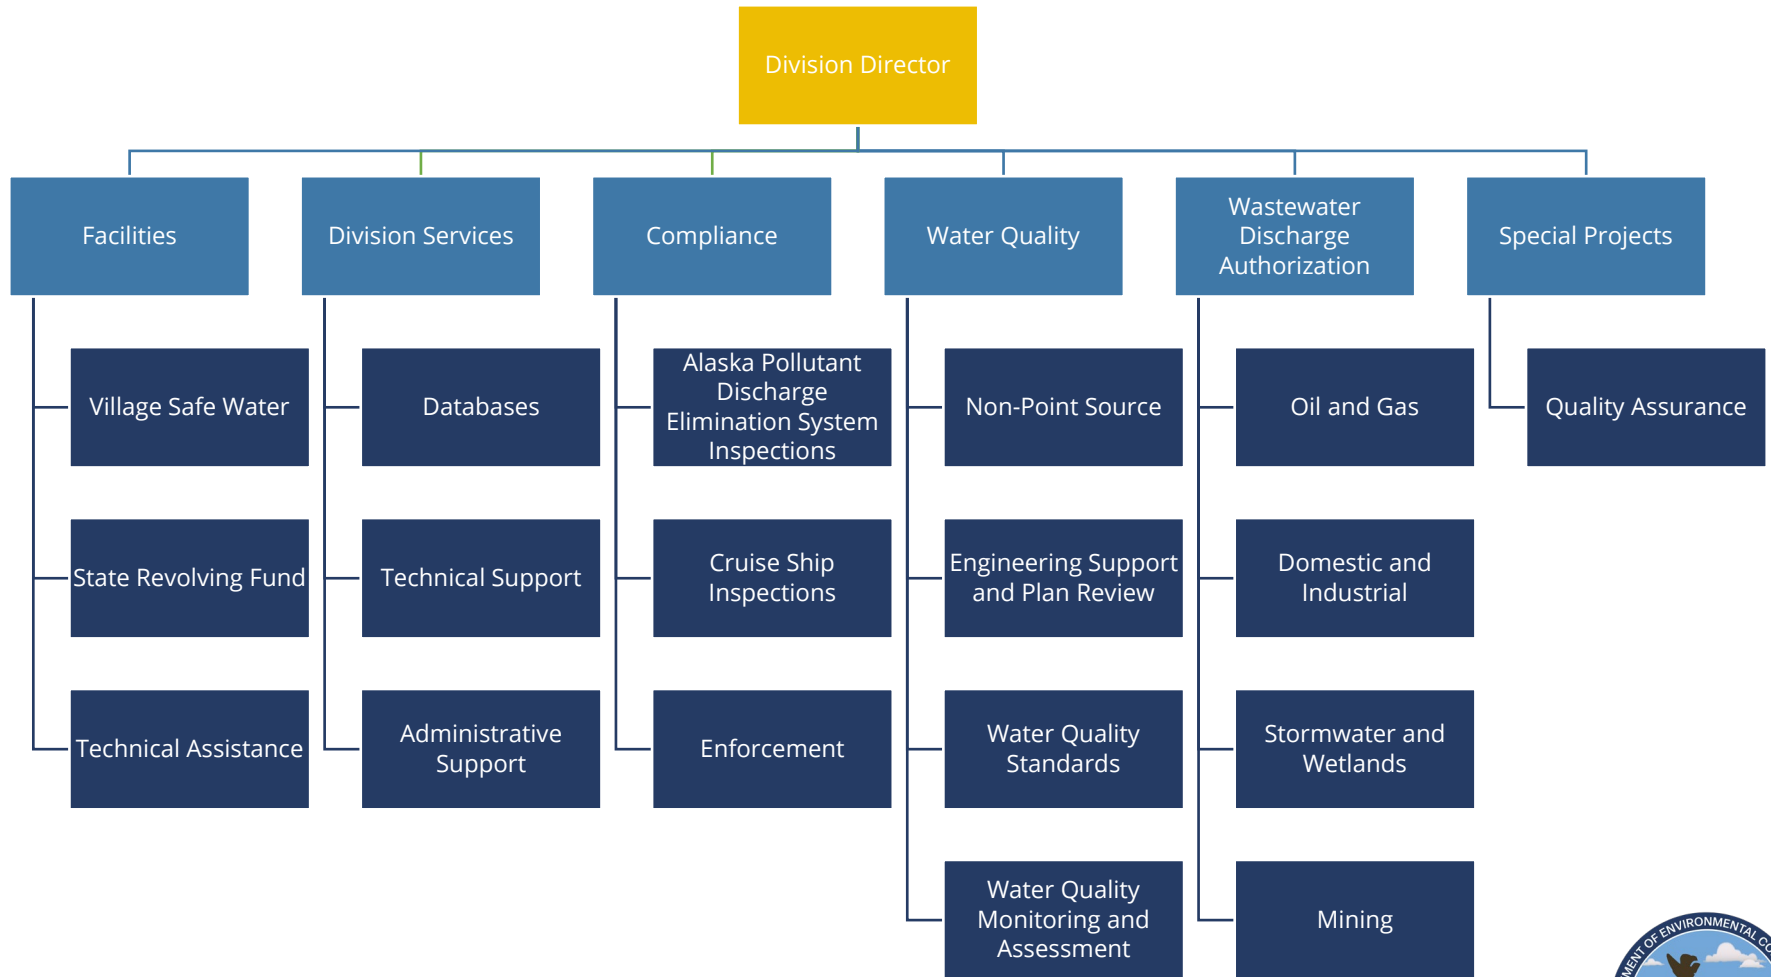 Division Director
Facilities
Division Services
Compliance
Water Quality
Wastewater
Discharge
Authorization
Special Projects
Village Safe Water
Databases
Alaska Pollutant
Discharge
Elimination System
Inspections
Non-Point Source
Oil and Gas
Quality Assurance
State Revolving Fund
Technical Support
Cruise Ship
Inspections
Engineering Support
and Plan Review
Domestic and
Industrial
Technical Assistance
Administrative
Support
Enforcement
Water Quality
Standards
Stormwater and
Wetlands
Water Quality
Monitoring and
Assessment
Mining
OF ENVIRONMENTAL